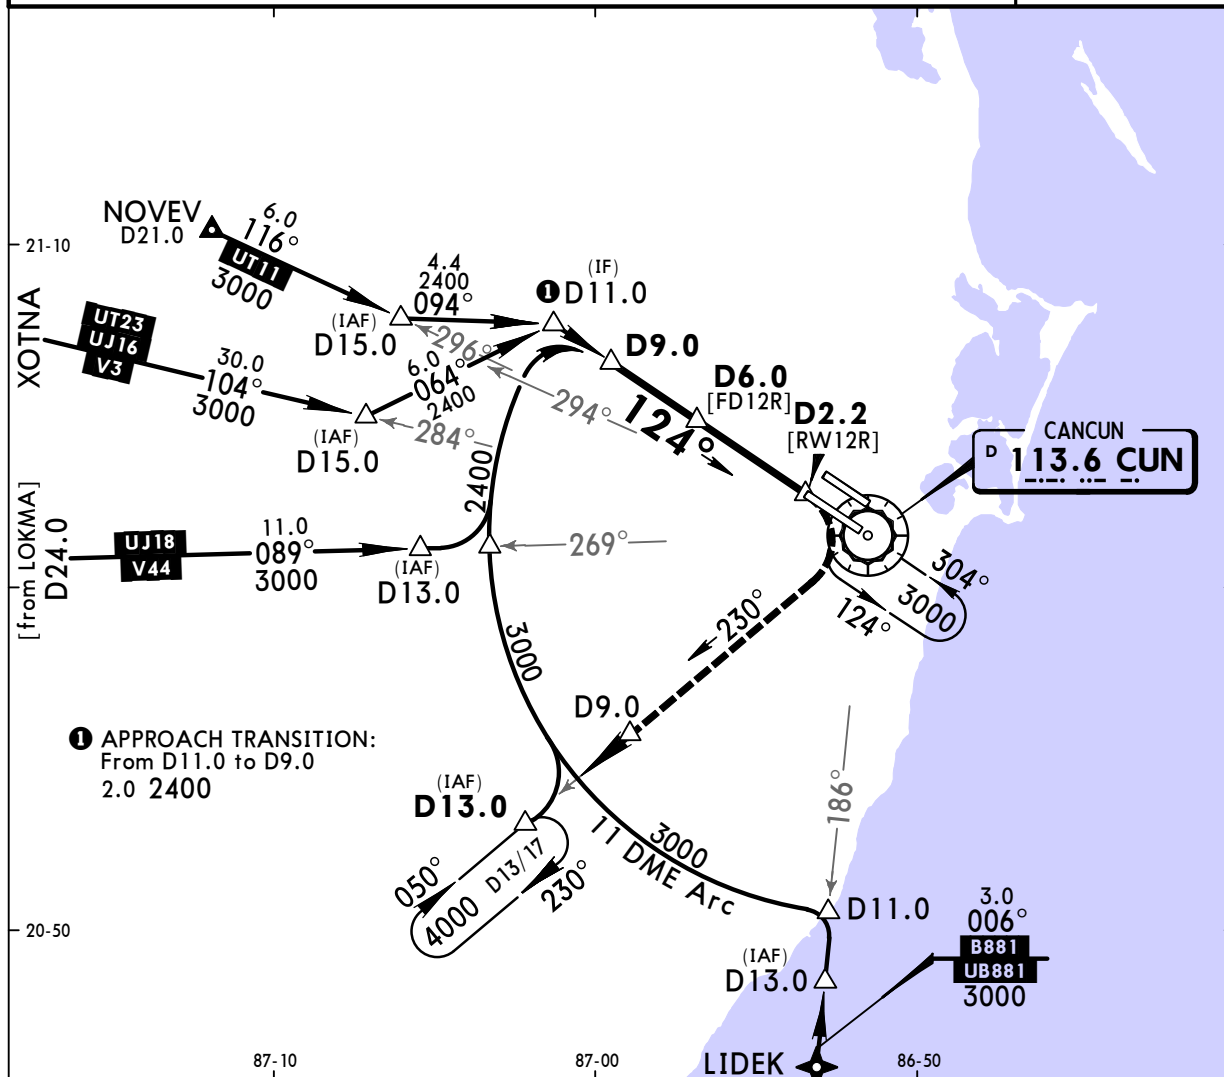 NOVEV
D21.0
6.0
116°
UT11
3000
21-10
XOTNA
UT23
UJ16
V3
30.0
104°
3000
(IAF)
D15.0
4.4
2400
094°
296°
(IF)
❶ D11.0
6.0
064°
2400
(IAF)
D15.0
284°
294°
D9.0
D6.0
[FD12R]
124°
D2.2
[RW12R]
CANCUN
D 113.6 CUN
[from LOKMA]
D24.0
UJ18
V44
11.0
089°
3000
(IAF)
D13.0
2400
269°
304°
3000
124°
3000
230°
D9.0
❶ APPROACH TRANSITION:
From D11.0 to D9.0
2.0 2400
(IAF)
D13.0
050°
D13/17
4000
230°
3000
11 DME Arc
186°
D11.0
(IAF)
D13.0
3.0
006°
B881
UB881
3000
20-50
LIDEK
87-10
87-00
86-50